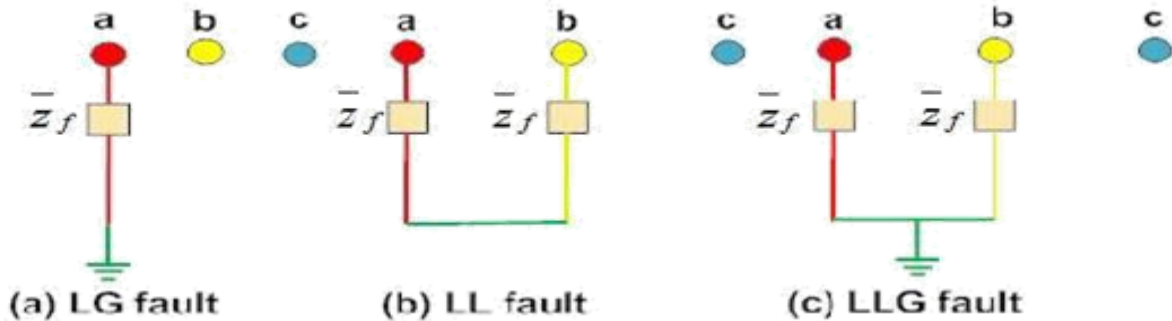 a b c a b c a b c
z̄f z̄f z̄f z̄f z̄f
(a) LG fault (b) LL fault (c) LLG fault